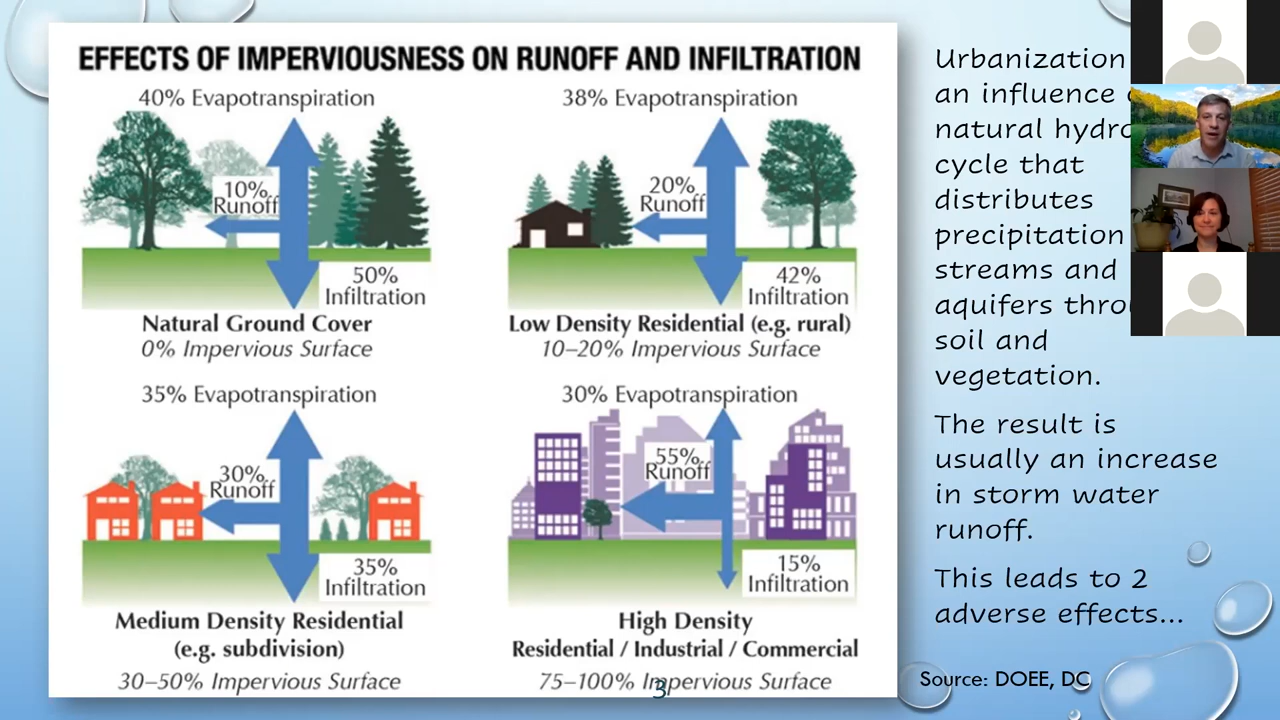 EFFECTS OF IMPERVIOUSNESS ON RUNOFF AND INFILTRATION
40% Evapotranspiration
10%
Runoff
50%
Infiltration
Natural Ground Cover
0% Impervious Surface
38% Evapotranspiration
20%
Runoff
42%
Infiltration
Low Density Residential (e.g. rural)
10–20% Impervious Surface
35% Evapotranspiration
30%
Runoff
35%
Infiltration
Medium Density Residential
(e.g. subdivision)
30–50% Impervious Surface
30% Evapotranspiration
55%
Runoff
15%
Infiltration
High Density
Residential / Industrial / Commercial
75–100% Impervious Surface
3
Urbanization
an influence
natural
cycle that
distributes
precipitation
streams and
aquifers
soil and
vegetation.
The result is
usually an increase
in storm water
runoff.
This leads to 2
adverse effects...
Source: DOEE, DC